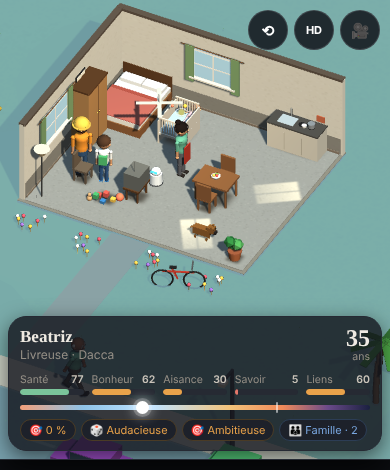 HD
Beatriz
35
Livreuse · Dacca
ans
Santé 77 Bonheur 62 Aisance 30 Savoir 5 Liens 60
0 % Audacieuse Ambitieuse Famille · 2